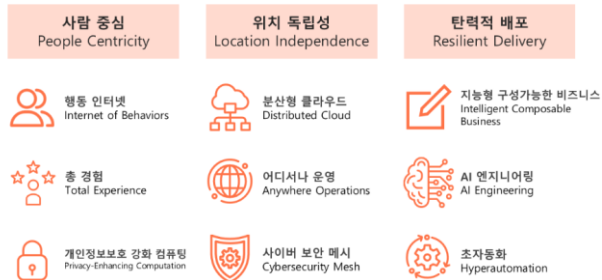 사람 중심
People Centricity
행동 인터넷
Internet of Behaviors
총 경험
Total Experience
개인정보보호 강화 컴퓨팅
Privacy-Enhancing Computation
위치 독립성
Location Independence
분산형 클라우드
Distributed Cloud
어디서나 운영
Anywhere Operations
사이버 보안 메시
Cybersecurity Mesh
탄력적 배포
Resilient Delivery
지능형 구성가능한 비즈니스
Intelligent Composable
Business
AI 엔지니어링
AI Engineering
초자동화
Hyperautomation